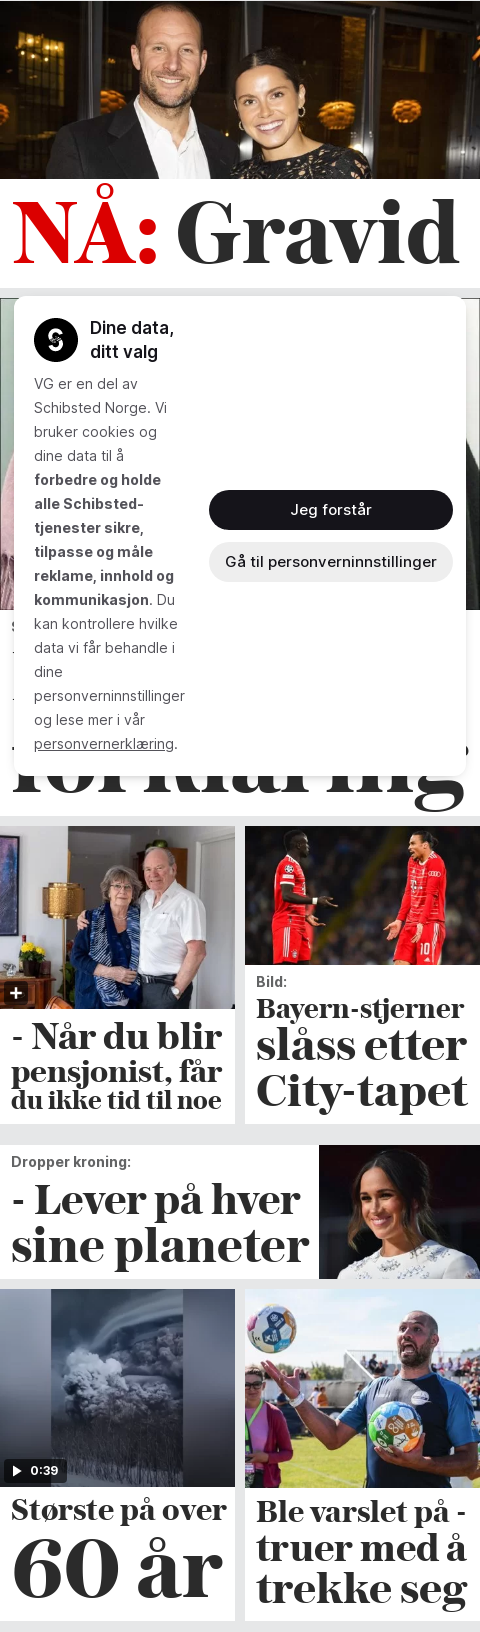 NÅ: Gravid
Dine data,
ditt valg
VG er en del av
Schibsted Norge. Vi
bruker cookies og
dine data til å
forbedre og holde
alle Schibsted-
tjenester sikre,
tilpasse og måle
reklame, innhold og
kommunikasjon. Du
kan kontrollere hvilke
data vi får behandle i
dine
personverninnstillinger
og lese mer i vår
personvernerklæring.
Jeg forstår
Gå til personverninnstillinger
forklaring
- Når du blir
pensjonist, får
du ikke tid til noe
Bild:
Bayern-stjerner
slåss etter
City-tapet
Dropper kroning:
- Lever på hver
sine planeter
0:39
Største på over
60 år
Ble varslet på -
truer med å
trekke seg